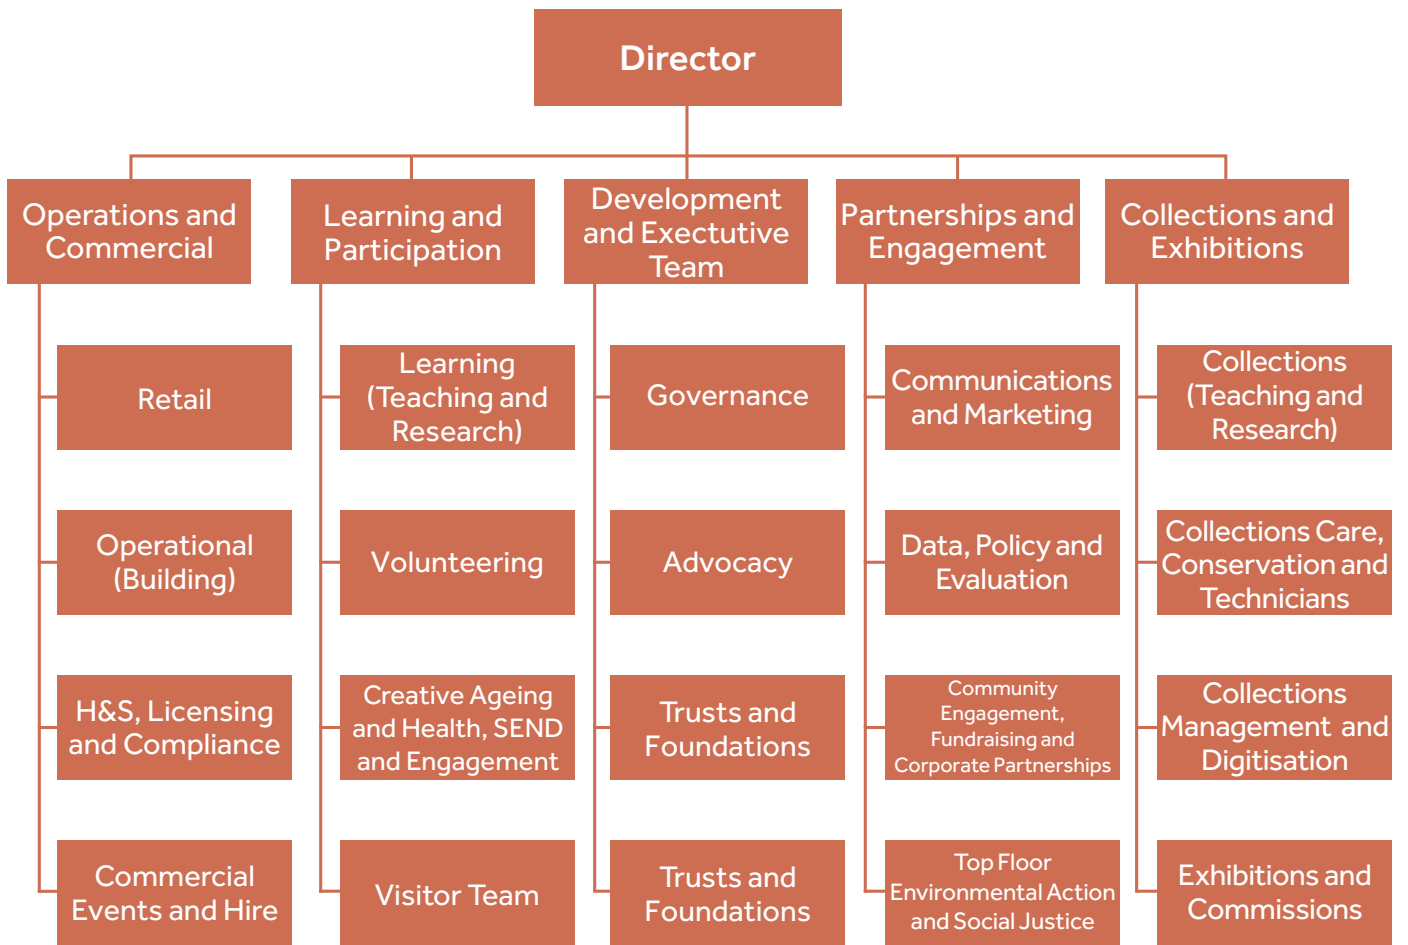 Director
Operations and
Commercial
Learning and
Participation
Development
and Exectutive
Team
Partnerships and
Engagement
Collections and
Exhibitions
Retail
Operational
(Building)
H&S, Licensing
and Compliance
Commercial
Events and Hire
Learning
(Teaching and
Research)
Volunteering
Creative Ageing
and Health, SEND
and Engagement
Visitor Team
Governance
Advocacy
Trusts and
Foundations
Trusts and
Foundations
Communications
and Marketing
Data, Policy and
Evaluation
Community
Engagement,
Fundraising and
Corporate Partnerships
Top Floor
Environmental Action
and Social Justice
Collections
(Teaching and
Research)
Collections Care,
Conservation and
Technicians
Collections
Management and
Digitisation
Exhibitions and
Commissions